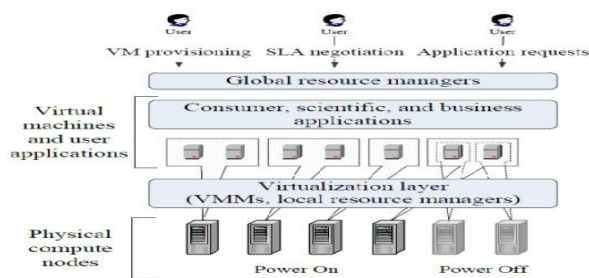 User User User
VM provisioning SLA negotiation Application requests
Global resource managers
Virtual
machines
and user
applications
Consumer, scientific, and business
applications
Virtualization layer
(VMMs, local resource managers)
Physical
compute
nodes
Power On Power Off